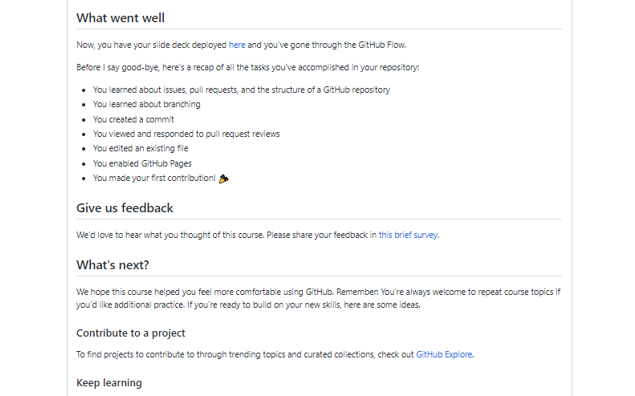 What went well
Now, you have your slide deck deployed here and you've gone through the GitHub Flow.
Before I say good-bye, here's a recap of all the tasks you've accomplished in your repository:
You learned about issues, pull requests, and the structure of a GitHub repository
You learned about branching
You created a commit
You viewed and responded to pull request reviews
You edited an existing file
You enabled GitHub Pages
You made your first contribution! 🎉
Give us feedback
We'd love to hear what you thought of this course. Please share your feedback in this brief survey.
What's next?
We hope this course helped you feel more comfortable using GitHub. Remember: You're always welcome to repeat course topics if
you'd like additional practice. If you're ready to build on your new skills, here are some ideas.
Contribute to a project
To find projects to contribute to through trending topics and curated collections, check out GitHub Explore.
Keep learning